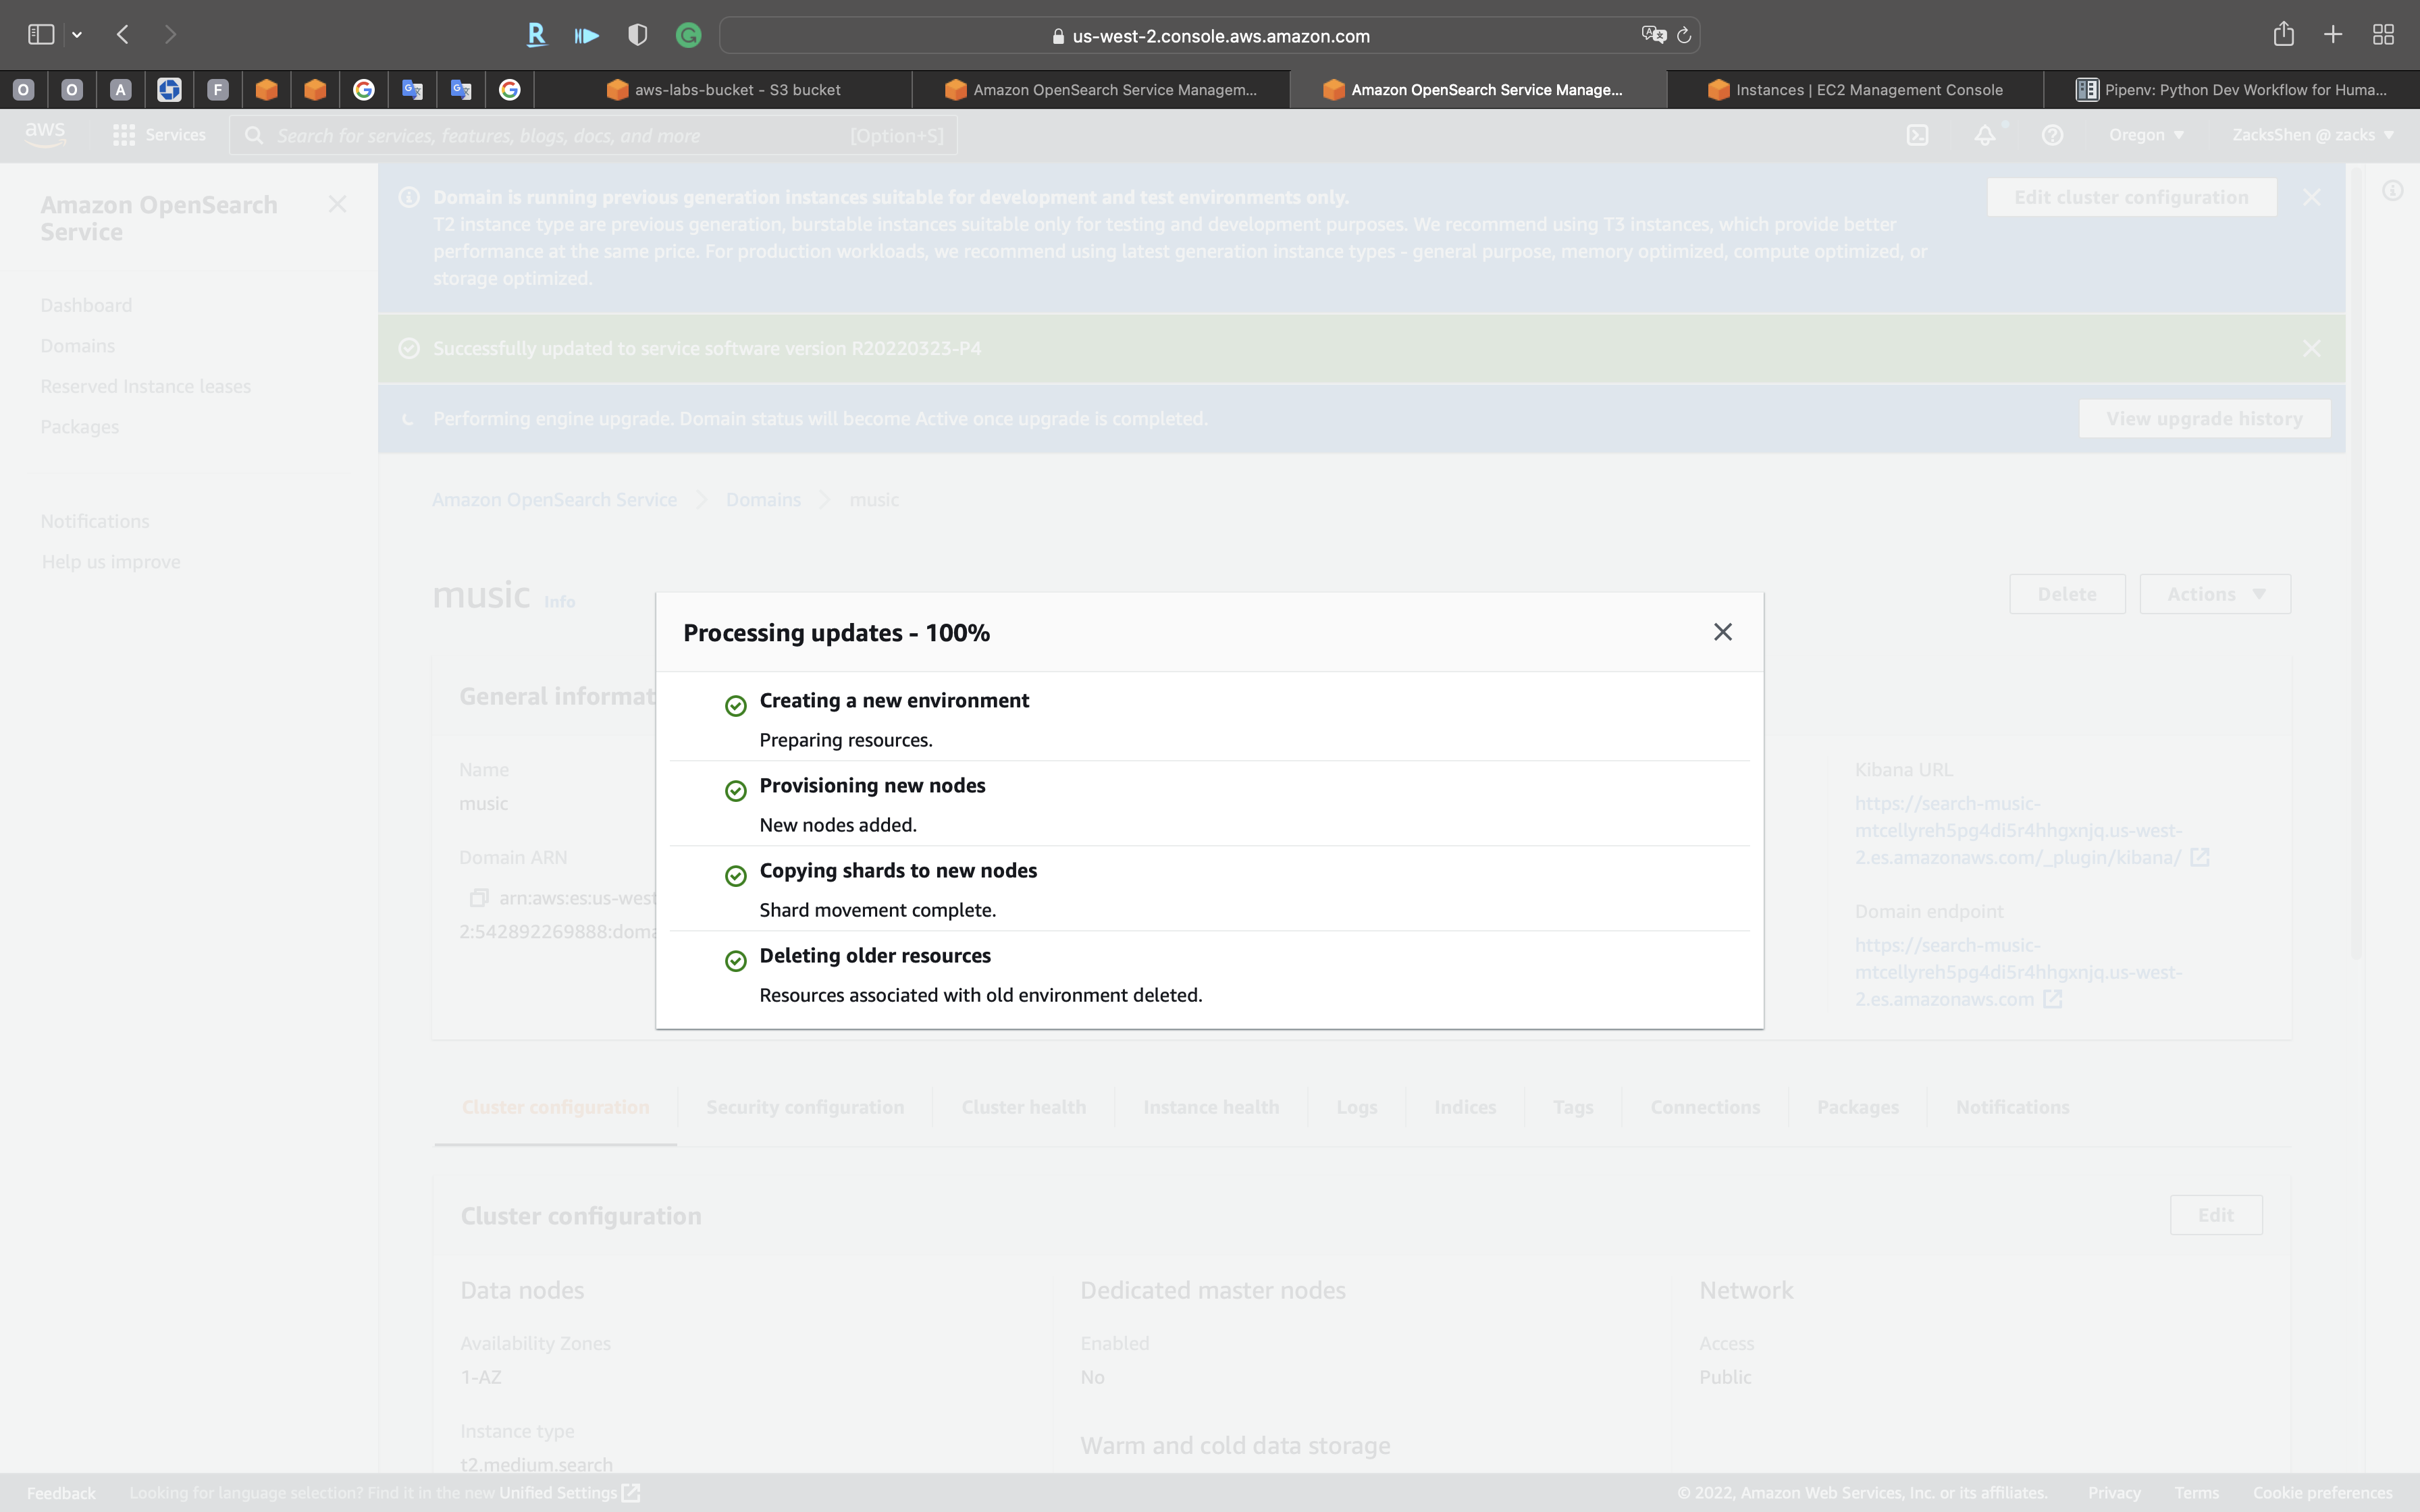 us-west-2.console.aws.amazon.com
O
O
A
F
aws-labs-bucket - S3 bucket
Amazon OpenSearch Service Managem...
Amazon OpenSearch Service Manage...
Instances | EC2 Management Console
Pipenv: Python Dev Workflow for Huma...
aws
Services
Search for services, features, blogs, docs, and more
[Option+S]
Oregon
ZacksShen @ zacks
Amazon OpenSearch
Service
Dashboard
Domains
Reserved Instance leases
Packages
Notifications
Help us improve
Domain is running previous generation instances suitable for development and test environments only.
T2 instance type are previous generation, burstable instances suitable only for testing and development purposes. We recommend using T3 instances, which provide better
performance at the same price. For production workloads, we recommend using latest generation instance types - general purpose, memory optimized, compute optimized, or
storage optimized.
Edit cluster configuration
Successfully updated to service software version R20220323-P4
Performing engine upgrade. Domain status will become Active once upgrade is completed.
View upgrade history
Amazon OpenSearch Service
Domains
music
music
Info
Delete
Actions
General informat
Name
music
Domain ARN
arn:aws:es:us-west
2:542892269888:doma
Kibana URL
https://search-music-
mtcellyreh5pg4di5r4hhgxnjq.us-west-
2.es.amazonaws.com/_plugin/kibana/
Domain endpoint
https://search-music-
mtcellyreh5pg4di5r4hhgxnjq.us-west-
2.es.amazonaws.com
Processing updates - 100%
Creating a new environment
Preparing resources.
Provisioning new nodes
New nodes added.
Copying shards to new nodes
Shard movement complete.
Deleting older resources
Resources associated with old environment deleted.
Cluster configuration
Security configuration
Cluster health
Instance health
Logs
Indices
Tags
Connections
Packages
Notifications
Cluster configuration
Edit
Data nodes
Availability Zones
1-AZ
Instance type
t2.medium.search
Dedicated master nodes
Enabled
No
Warm and cold data storage
Network
Access
Public
Feedback
Looking for language selection? Find it in the new Unified Settings
© 2022, Amazon Web Services, Inc. or its affiliates.
Privacy
Terms
Cookie preferences